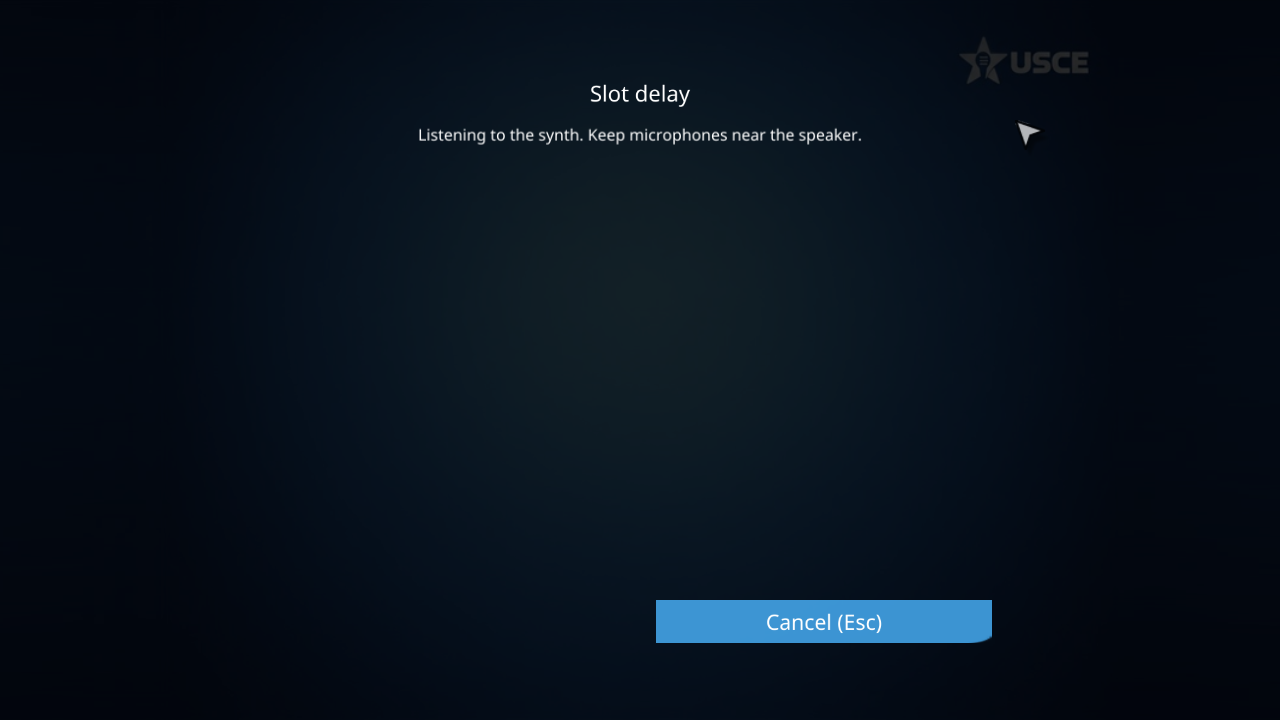 USCE
Slot delay
Listening to the synth. Keep microphones near the speaker.
Cancel (Esc)